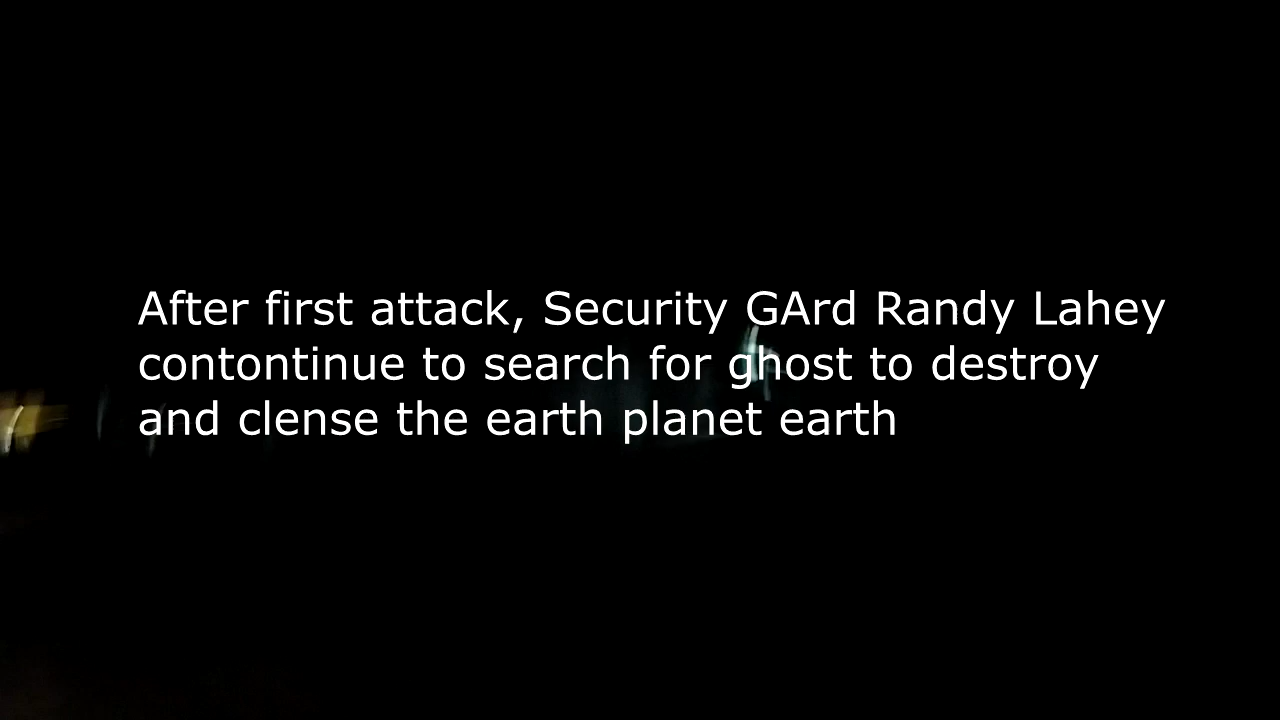 After first attack, Security GArd Randy Lahey
contontinue to search for ghost to destroy
and clense the earth planet earth